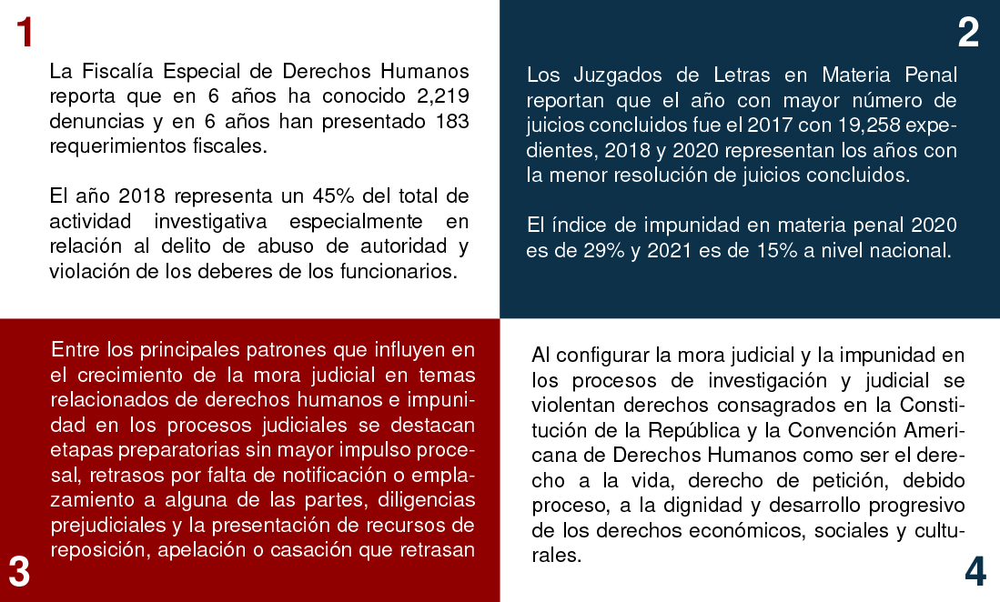 1
La Fiscalía Especial de Derechos Humanos
reporta que en 6 años ha conocido 2,219
denuncias y en 6 años han presentado 183
requerimientos fiscales.
El año 2018 representa un 45% del total de
actividad investigativa especialmente en
relación al delito de abuso de autoridad y
violación de los deberes de los funcionarios.
2
Los Juzgados de Letras en Materia Penal
reportan que el año con mayor número de
juicios concluidos fue el 2017 con 19,258 expe-
dientes, 2018 y 2020 representan los años con
la menor resolución de juicios concluidos.
El índice de impunidad en materia penal 2020
es de 29% y 2021 es de 15% a nivel nacional.
Entre los principales patrones que influyen en
el crecimiento de la mora judicial en temas
relacionados de derechos humanos e impuni-
dad en los procesos judiciales se destacan
etapas preparatorias sin mayor impulso proce-
sal, retrasos por falta de notificación o empla-
zamiento a alguna de las partes, diligencias
prejudiciales y la presentación de recursos de
reposición, apelación o casación que retrasan
3
Al configurar la mora judicial y la impunidad en
los procesos de investigación y judicial se
violentan derechos consagrados en la Consti-
tución de la República y la Convención Ameri-
cana de Derechos Humanos como ser el dere-
cho a la vida, derecho de petición, debido
proceso, a la dignidad y desarrollo progresivo
de los derechos económicos, sociales y cultu-
rales.
4